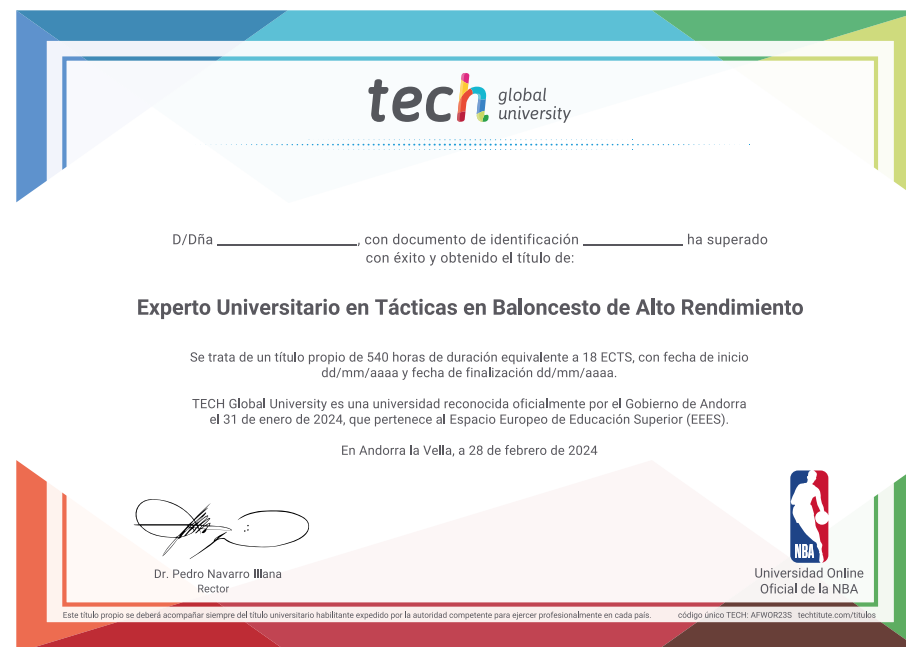 tech global university
D/Dña ____________________, con documento de identificación ______________ ha superado
con éxito y obtenido el título de:
Experto Universitario en Tácticas en Baloncesto de Alto Rendimiento
Se trata de un título propio de 540 horas de duración equivalente a 18 ECTS, con fecha de inicio
dd/mm/aaaa y fecha de finalización dd/mm/aaaa.
TECH Global University es una universidad reconocida oficialmente por el Gobierno de Andorra
el 31 de enero de 2024, que pertenece al Espacio Europeo de Educación Superior (EEES).
En Andorra la Vella, a 28 de febrero de 2024
Dr. Pedro Navarro Illana
Rector
NBA
Universidad Online
Oficial de la NBA
Este título propio se deberá acompañar siempre del título universitario habilitante expedido por la autoridad competente para ejercer profesionalmente en cada país.
código único TECH: AFWOR23S techtitute.com/titulos